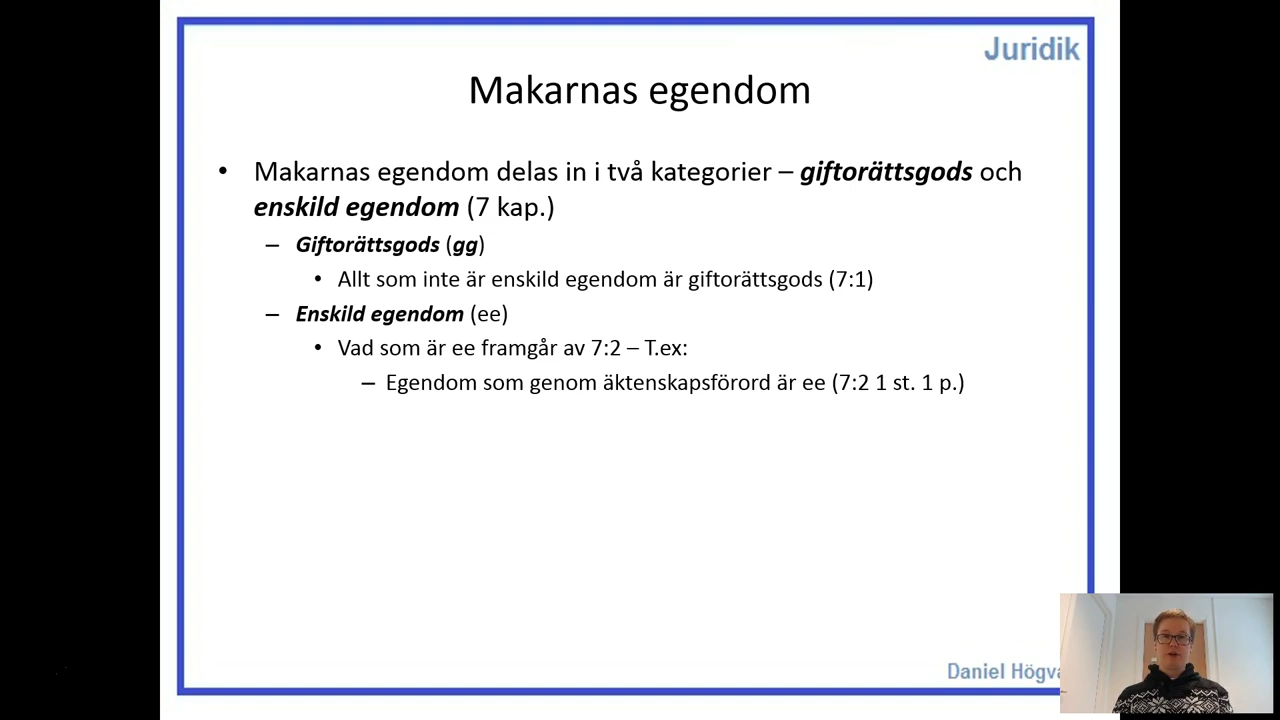 Juridik
Makarnas egendom
• Makarnas egendom delas in i två kategorier – giftorättsgods och
enskild egendom (7 kap.)
– Giftorättsgods (gg)
• Allt som inte är enskild egendom är giftorättsgods (7:1)
– Enskild egendom (ee)
• Vad som är ee framgår av 7:2 – T.ex:
– Egendom som genom äktenskapsförord är ee (7:2 1 st. 1 p.)
Daniel